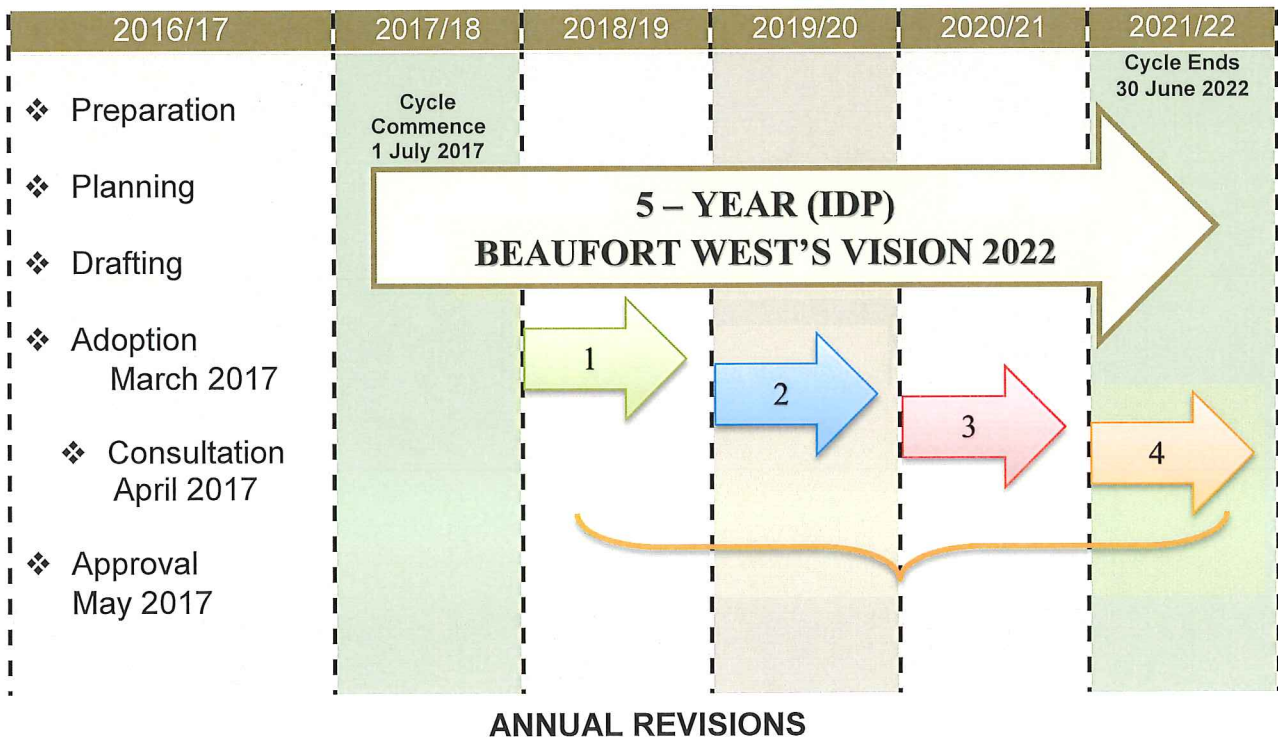 2016/17
2017/18
2018/19
2019/20
2020/21
2021/22
❖ Preparation
❖ Planning
❖ Drafting
❖ Adoption
March 2017
❖ Consultation
April 2017
❖ Approval
May 2017
Cycle
Commence
1 July 2017
Cycle Ends
30 June 2022
5 – YEAR (IDP)
BEAUFORT WEST'S VISION 2022
1
2
3
4
ANNUAL REVISIONS